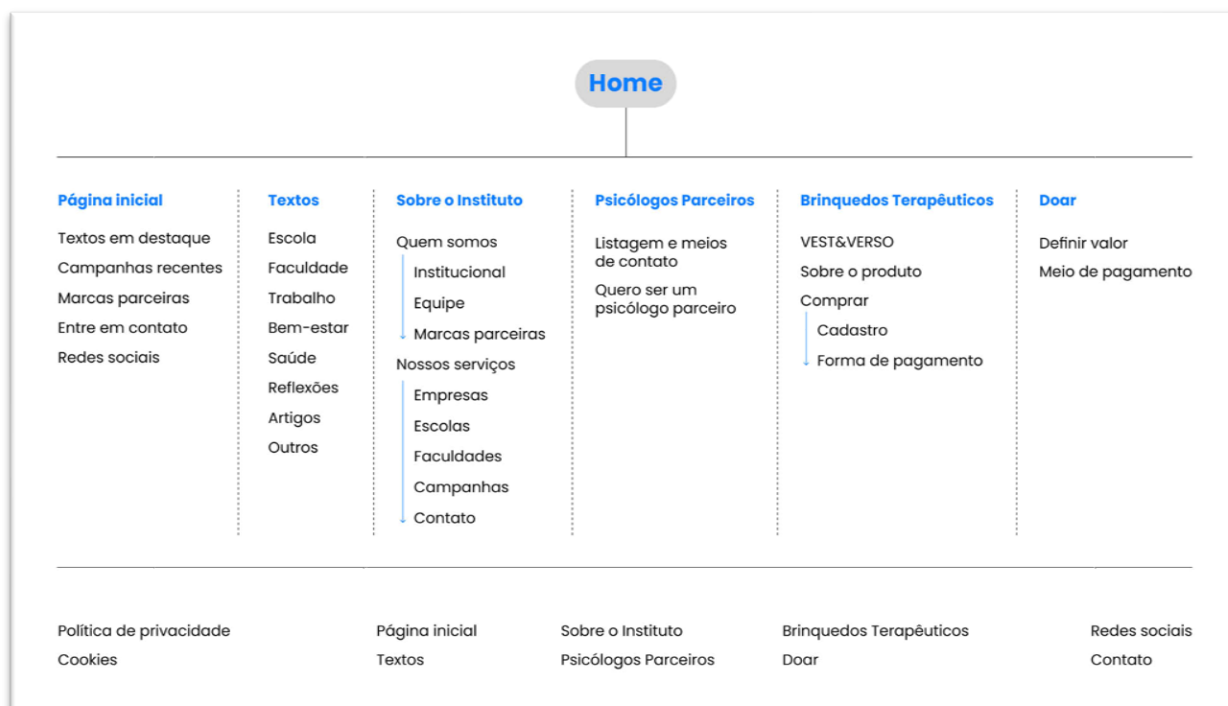 Home
Página inicial
Textos em destaque
Campanhas recentes
Marcas parceiras
Entre em contato
Redes sociais
Textos
Escola
Faculdade
Trabalho
Bem-estar
Saúde
Reflexões
Artigos
Outros
Sobre o Instituto
Quem somos
Institucional
Equipe
Marcas parceiras
Nossos serviços
Empresas
Escolas
Faculdades
Campanhas
Contato
Psicólogos Parceiros
Listagem e meios
de contato
Quero ser um
psicólogo parceiro
Brinquedos Terapêuticos
VEST&VERSO
Sobre o produto
Comprar
Cadastro
Forma de pagamento
Doar
Definir valor
Meio de pagamento
Política de privacidade
Cookies
Página inicial
Textos
Sobre o Instituto
Psicólogos Parceiros
Brinquedos Terapêuticos
Doar
Redes sociais
Contato